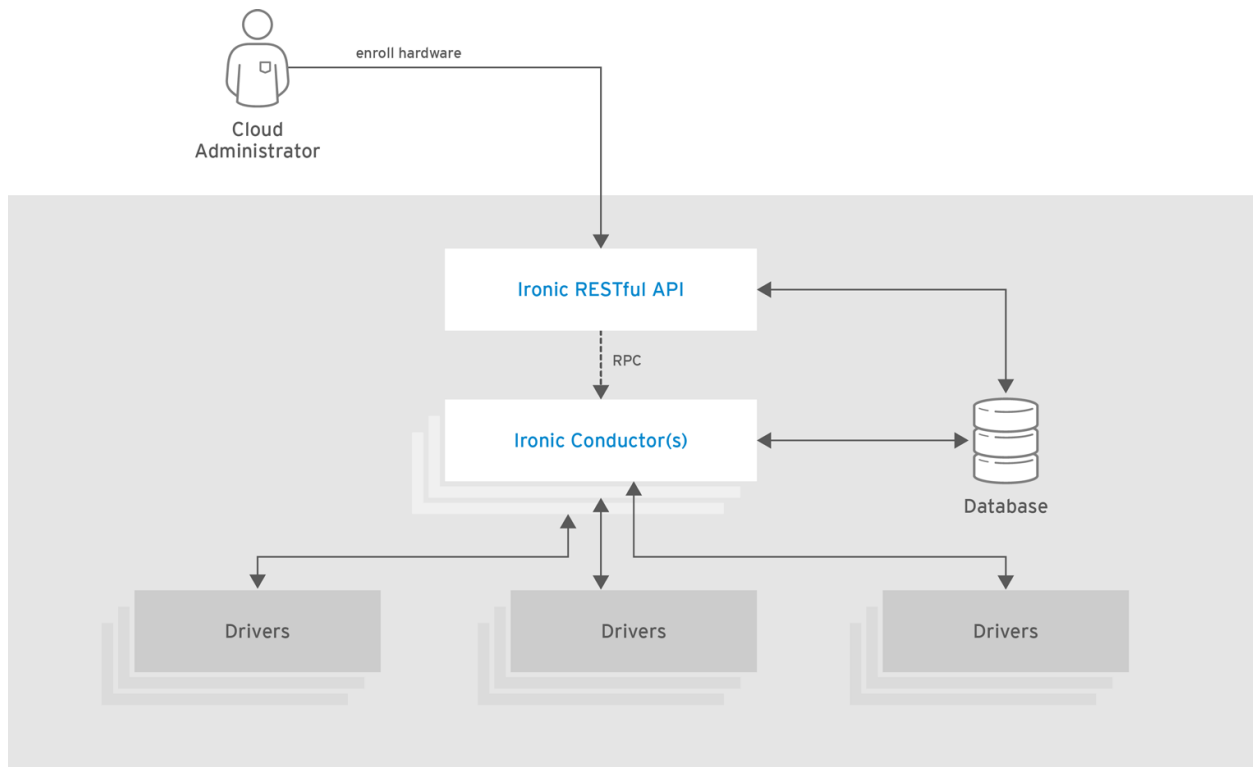 enroll hardware
Cloud
Administrator
Ironic RESTful API
RPC
Ironic Conductor(s)
Database
Drivers
Drivers
Drivers